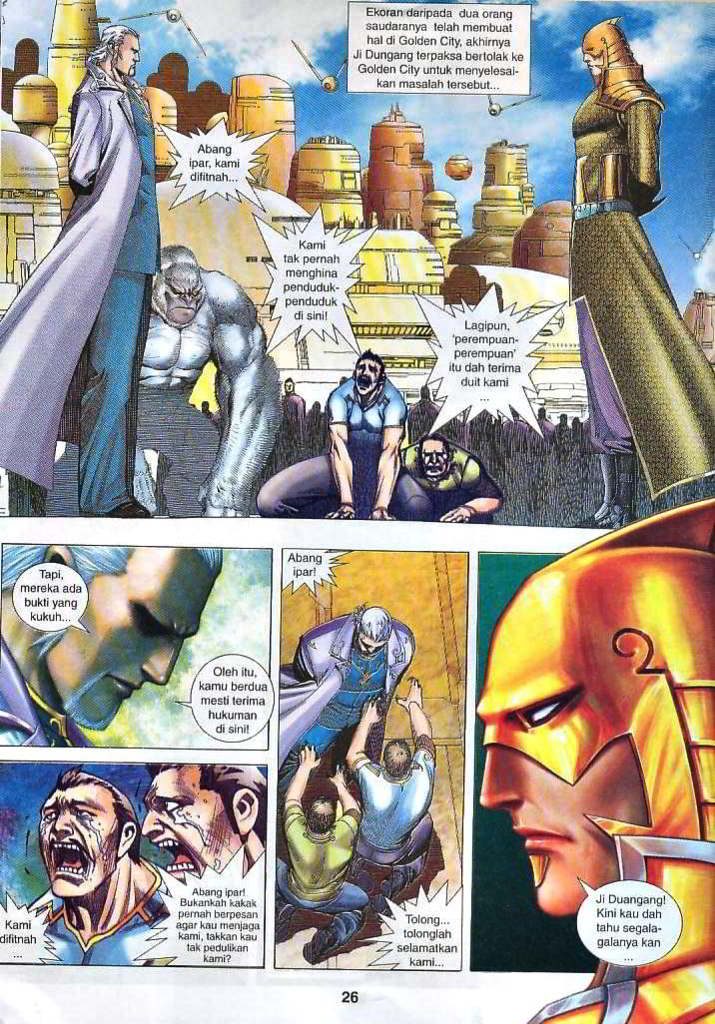 Ekoran daripada dua orang
saudaranya telah membuat
hal di Golden City, akhirnya
Ji Dungang terpaksa bertolak ke
Golden City untuk menyelesai-
kan masalah tersebut...
Abang
ipar, kami
difitnah...
Kami
tak pernah
menghina
penduduk-
penduduk
di sini!
Lagipun,
'perempuan-
perempuan'
itu dah terima
duit kami
...
Tapi,
mereka ada
bukti yang
kukuh...
Oleh itu,
kamu berdua
mesti terima
hukuman
di sini!
Kami
difitnah
...
Abang ipar!
Bukankah kakak
pernah berpesan
agar kau menjaga
kami, takkan kau
tak pedulikan
kami?
Abang
ipar!
Tolong...
tolonglah
selamatkan
kami...
Ji Duangang!
Kini kau dah
tahu segala-
galanya kan
...
26